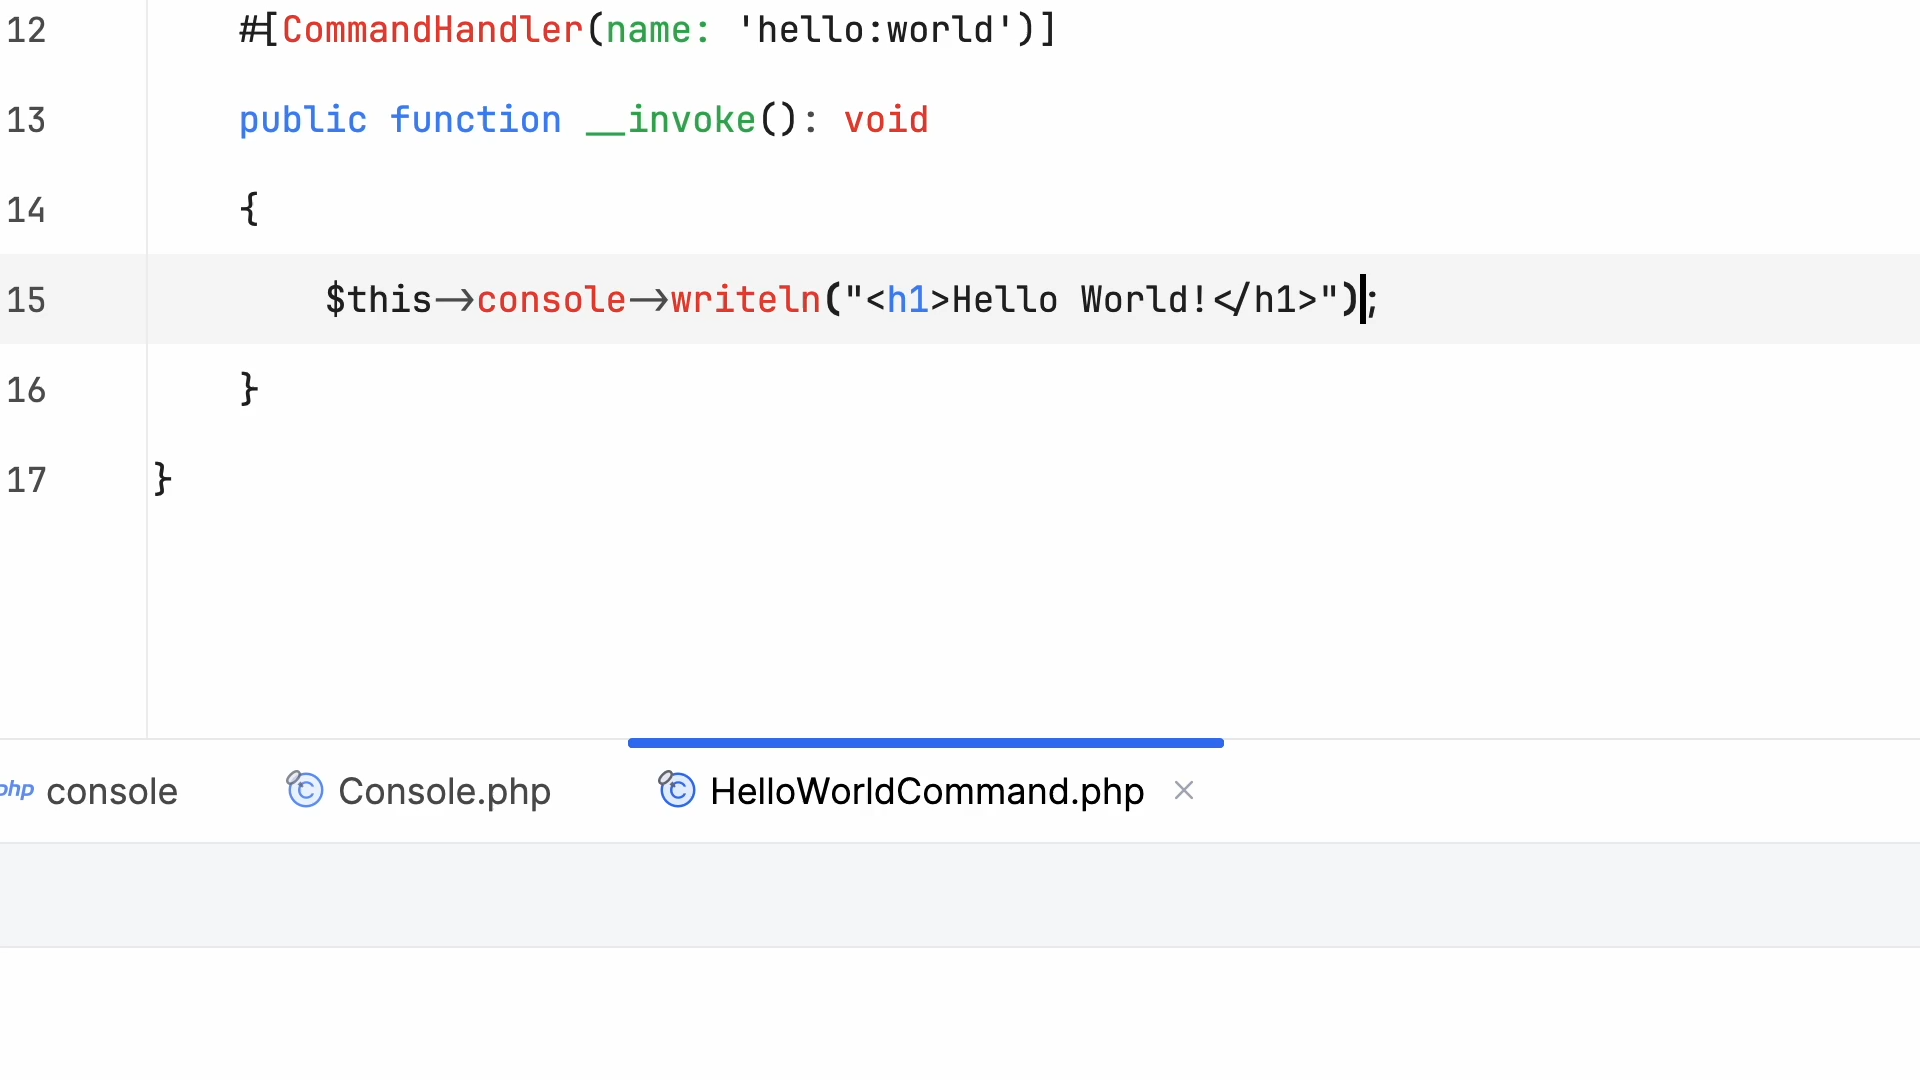 12 #[CommandHandler(name: 'hello:world')]
13 public function __invoke(): void
14 {
15 $this->console->writeln("<h1>Hello World!</h1>");
16 }
17 }
php console Console.php HelloWorldCommand.php